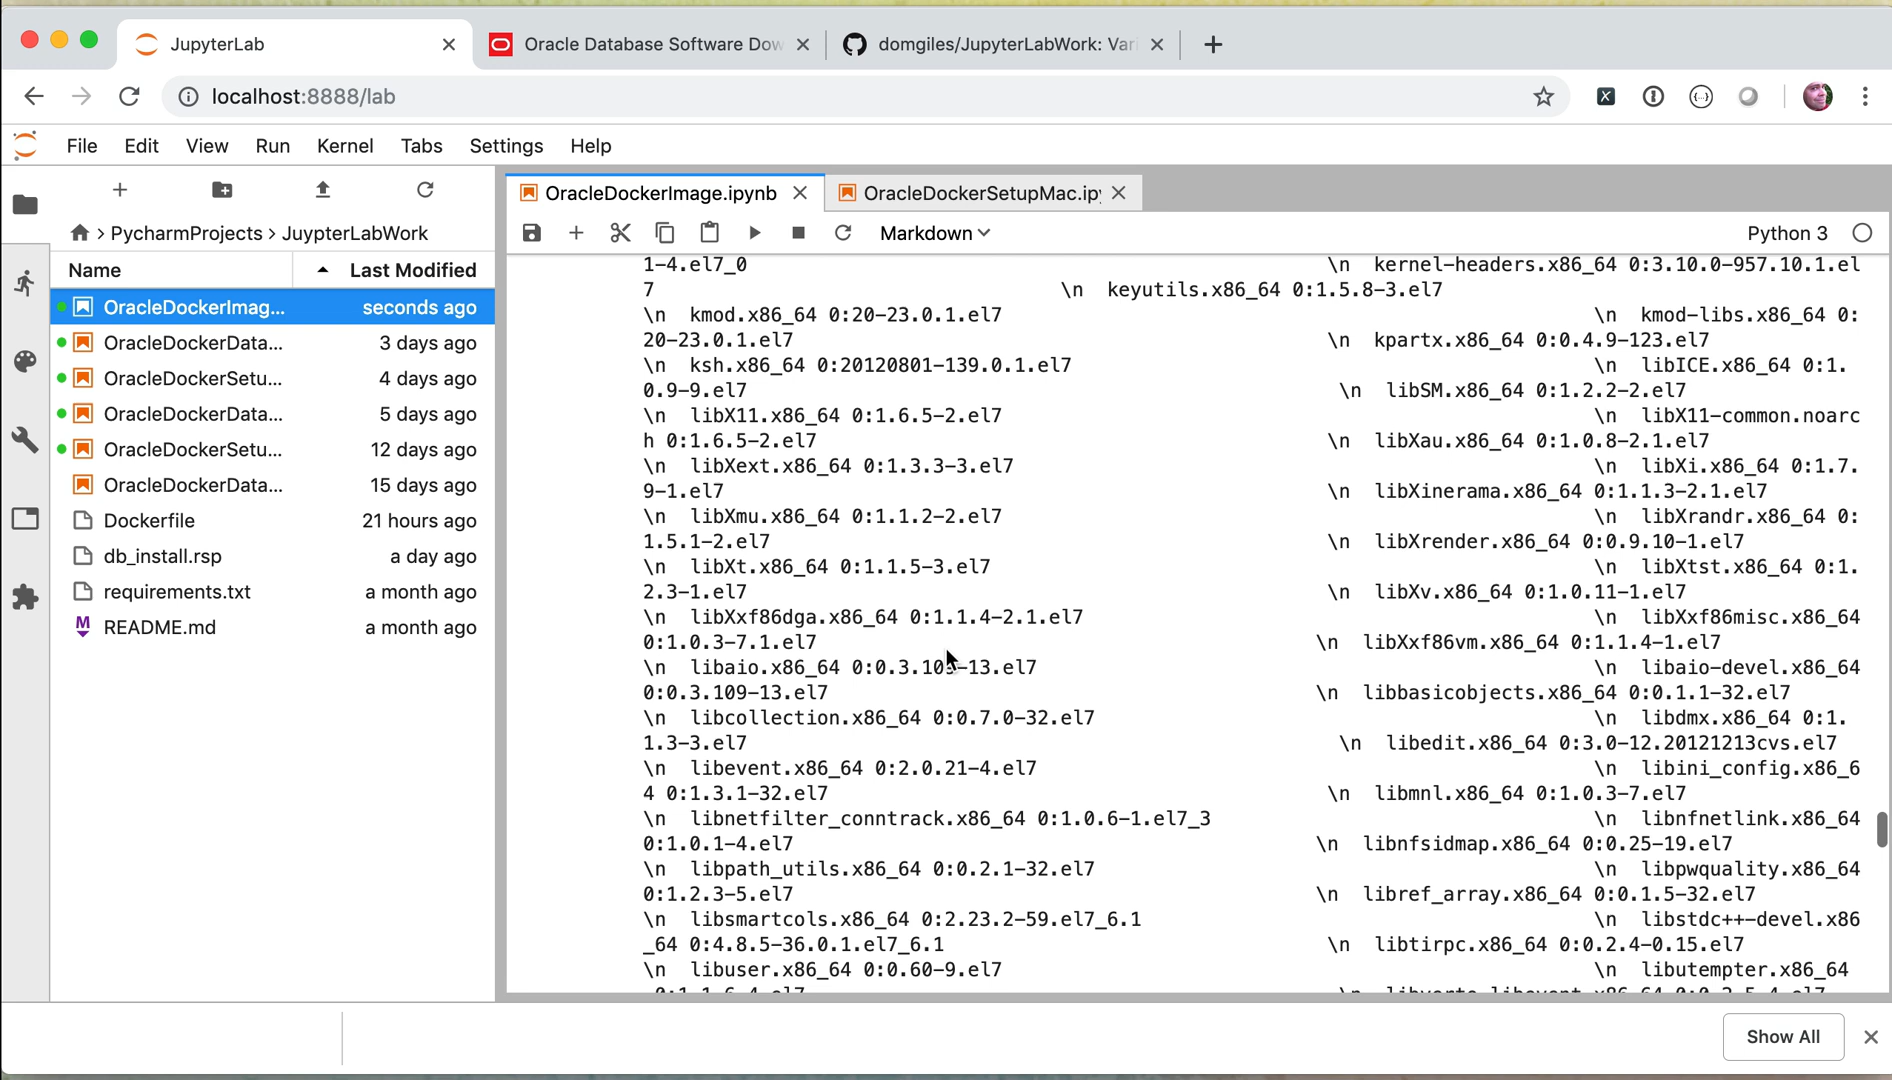 JupyterLab
Oracle Database Software Dow
domgiles/JupyterLabWork: Vari
localhost:8888/lab
File Edit View Run Kernel Tabs Settings Help
OracleDockerImage.ipynb
OracleDockerSetupMac.ipy
> PycharmProjects > JuypterLabWork
Markdown
Python 3
Name Last Modified
OracleDockerImag... seconds ago
OracleDockerData... 3 days ago
OracleDockerSetu... 4 days ago
OracleDockerData... 5 days ago
OracleDockerSetu... 12 days ago
OracleDockerData... 15 days ago
Dockerfile 21 hours ago
db_install.rsp a day ago
requirements.txt a month ago
README.md a month ago
1-4.el7_0 \n kernel-headers.x86_64 0:3.10.0-957.10.1.el
7 \n keyutils.x86_64 0:1.5.8-3.el7
\n kmod.x86_64 0:20-23.0.1.el7 \n kmod-libs.x86_64 0:
20-23.0.1.el7 \n kpartx.x86_64 0:0.4.9-123.el7
\n ksh.x86_64 0:20120801-139.0.1.el7 \n libICE.x86_64 0:1.
0.9-9.el7 \n libSM.x86_64 0:1.2.2-2.el7
\n libX11.x86_64 0:1.6.5-2.el7 \n libX11-common.noarc
h 0:1.6.5-2.el7 \n libXau.x86_64 0:1.0.8-2.1.el7
\n libXext.x86_64 0:1.3.3-3.el7 \n libXi.x86_64 0:1.7.
9-1.el7 \n libXinerama.x86_64 0:1.1.3-2.1.el7
\n libXmu.x86_64 0:1.1.2-2.el7 \n libXrandr.x86_64 0:
1.5.1-2.el7 \n libXrender.x86_64 0:0.9.10-1.el7
\n libXt.x86_64 0:1.1.5-3.el7 \n libXtst.x86_64 0:1.
2.3-1.el7 \n libXv.x86_64 0:1.0.11-1.el7
\n libXxf86dga.x86_64 0:1.1.4-2.1.el7 \n libXxf86misc.x86_64
0:1.0.3-7.1.el7 \n libXxf86vm.x86_64 0:1.1.4-1.el7
\n libaio.x86_64 0:0.3.109-13.el7 \n libaio-devel.x86_64
0:0.3.109-13.el7 \n libbasicobjects.x86_64 0:0.1.1-32.el7
\n libcollection.x86_64 0:0.7.0-32.el7 \n libdmx.x86_64 0:1.
1.3-3.el7 \n libedit.x86_64 0:3.0-12.20121213cvs.el7
\n libevent.x86_64 0:2.0.21-4.el7 \n libini_config.x86_6
4 0:1.3.1-32.el7 \n libmnl.x86_64 0:1.0.3-7.el7
\n libnetfilter_conntrack.x86_64 0:1.0.6-1.el7_3 \n libnfnetlink.x86_64
0:1.0.1-4.el7 \n libnfsidmap.x86_64 0:0.25-19.el7
\n libpath_utils.x86_64 0:0.2.1-32.el7 \n libpwquality.x86_64
0:1.2.3-5.el7 \n libref_array.x86_64 0:0.1.5-32.el7
\n libsmartcols.x86_64 0:2.23.2-59.el7_6.1 \n libstdc++-devel.x86
_64 0:4.8.5-36.0.1.el7_6.1 \n libtirpc.x86_64 0:0.2.4-0.15.el7
\n libuser.x86_64 0:0.60-9.el7 \n libutempter.x86_64
Show All